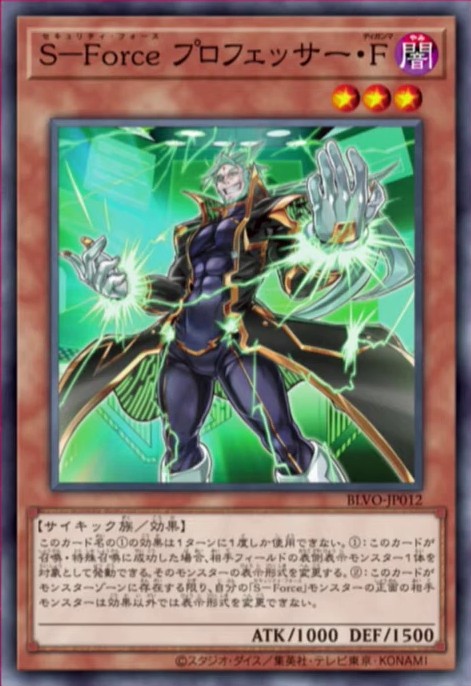 セキュリティ・フォース
ディガンマ
S－Force プロフェッサー・Ϝ
やみ
闇
BLVO-JP012
【サイキック族／効果】
このカード名の①の効果は1ターンに1度しか使用できない。①：このカードが
召喚・特殊召喚に成功した場合、相手フィールドの表側表示モンスター1体を
対象として発動できる。そのモンスターの表示形式を変更する。②：このカードが
モンスターゾーンに存在する限り、自分の「S－Force」モンスターの正面の相手
モンスターは効果以外では表示形式を変更できない。
ATK/1000 DEF/1500
©スタジオ・ダイス／集英社・テレビ東京・KONAMI